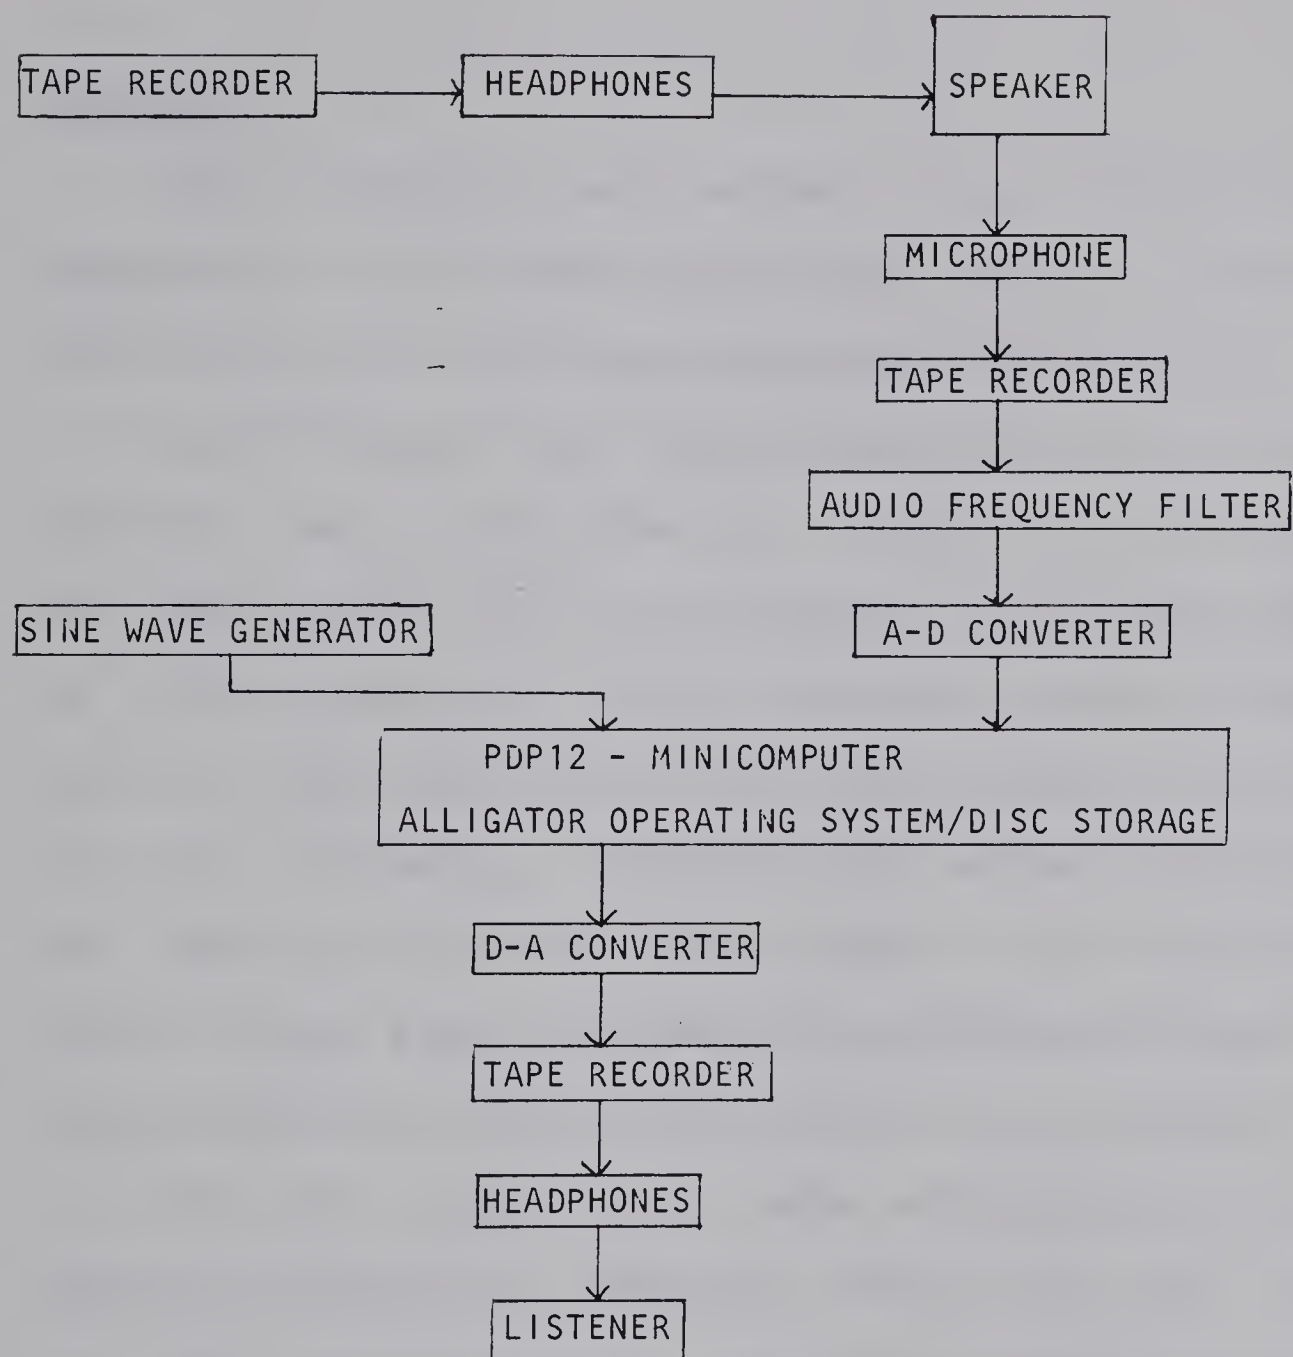 TAPE RECORDER
HEADPHONES
SPEAKER
MICROPHONE
TAPE RECORDER
AUDIO FREQUENCY FILTER
SINE WAVE GENERATOR
A-D CONVERTER
PDP12 - MINICOMPUTER
ALLIGATOR OPERATING SYSTEM/DISC STORAGE
D-A CONVERTER
TAPE RECORDER
HEADPHONES
LISTENER